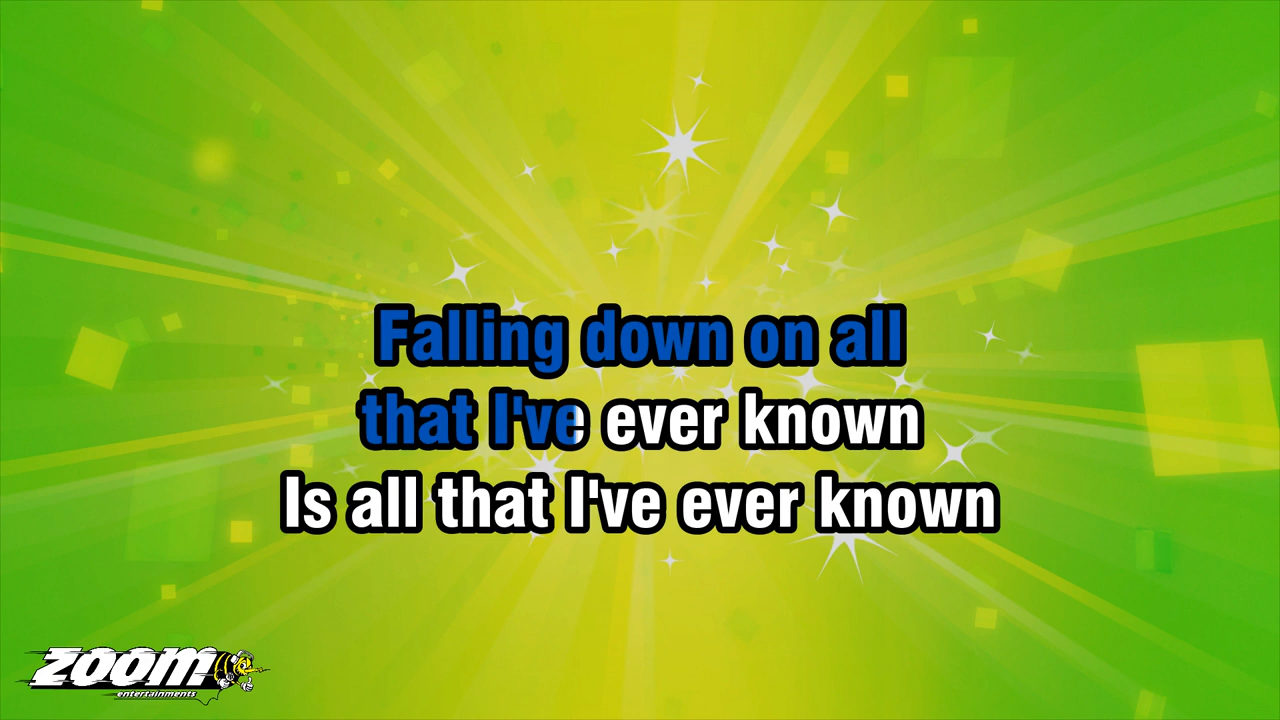 Falling down on all
that I've ever known
Is all that I've ever known
ZOOM
entertainments